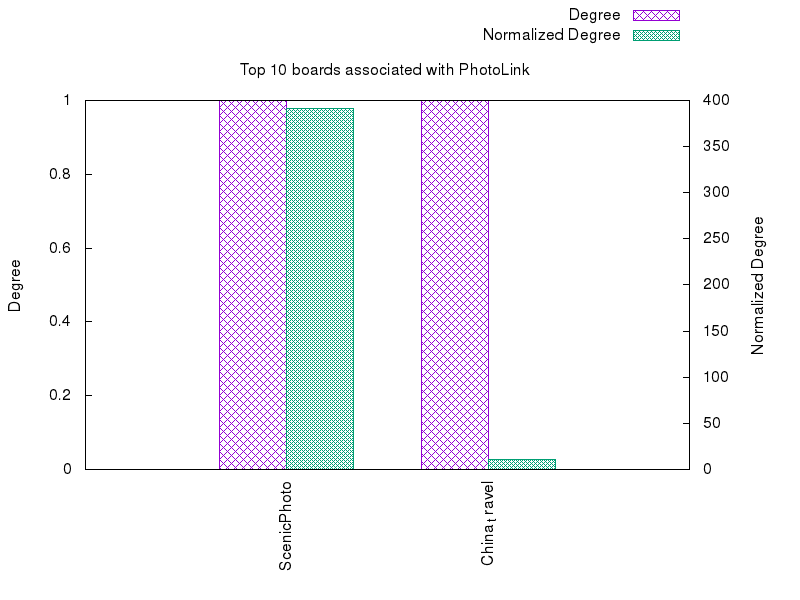 Degree
Normalized Degree
Top 10 boards associated with PhotoLink
1
0.8
0.6
0.4
0.2
0
400
350
300
250
200
150
100
50
0
Degree
Normalized Degree
ScenicPhoto
China_travel